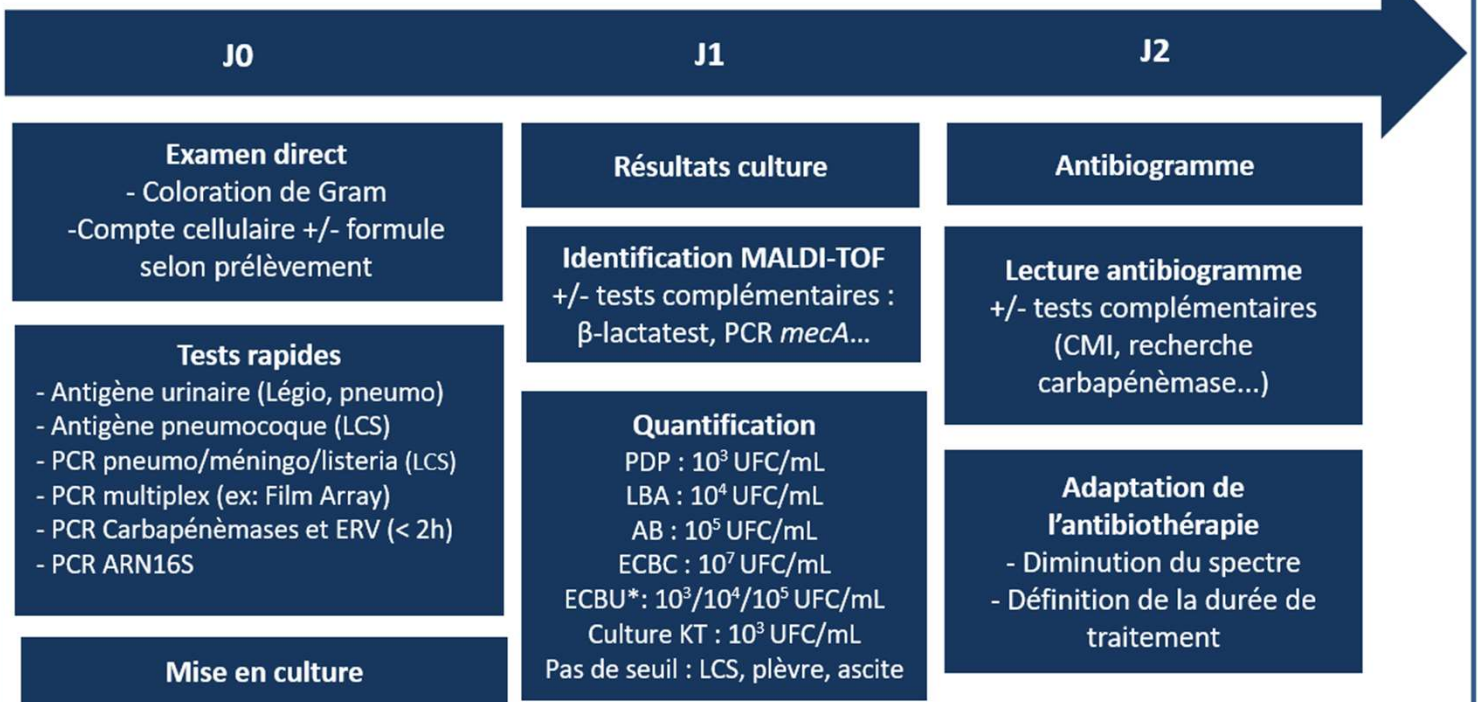 J0
J1
J2
Examen direct
- Coloration de Gram
-Compte cellulaire +/- formule
selon prélèvement
Tests rapides
- Antigène urinaire (Légio, pneumo)
- Antigène pneumocoque (LCS)
- PCR pneumo/méningo/listeria (LCS)
- PCR multiplex (ex: Film Array)
- PCR Carbapénèmases et ERV (< 2h)
- PCR ARN16S
Mise en culture
Résultats culture
Identification MALDI-TOF
+/- tests complémentaires :
β-lactatest, PCR mecA...
Quantification
PDP : 10³ UFC/mL
LBA : 10⁴ UFC/mL
AB : 10⁵ UFC/mL
ECBC : 10⁷ UFC/mL
ECBU*: 10³/10⁴/10⁵ UFC/mL
Culture KT : 10³ UFC/mL
Pas de seuil : LCS, plèvre, ascite
Antibiogramme
Lecture antibiogramme
+/- tests complémentaires
(CMI, recherche
carbapénèmase...)
Adaptation de
l'antibiothérapie
- Diminution du spectre
- Définition de la durée de
traitement